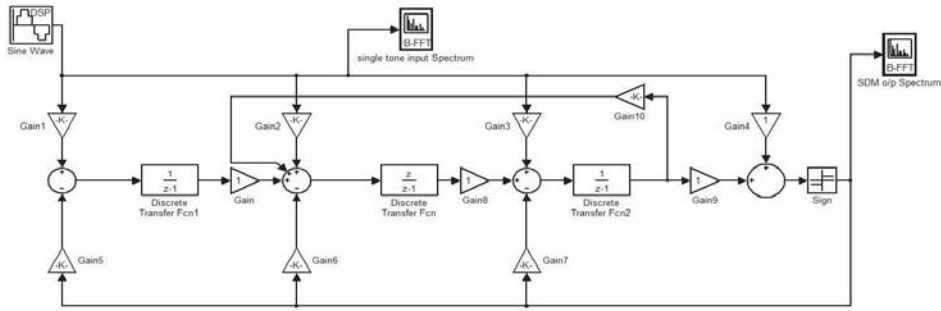 DSP
Sine Wave
B-FFT
single tone input Spectrum
B-FFT
SDM o/p Spectrum
-K-
Gain10
Gain1
-K-
Gain2
-K-
Gain3
-K-
Gain4
1
1
z-1
Discrete
Transfer Fcn1
1
Gain
z
z-1
Discrete
Transfer Fcn
1
Gain8
1
z-1
Discrete
Transfer Fcn2
1
Gain9
Sign
-K-
Gain5
-K-
Gain6
-K-
Gain7